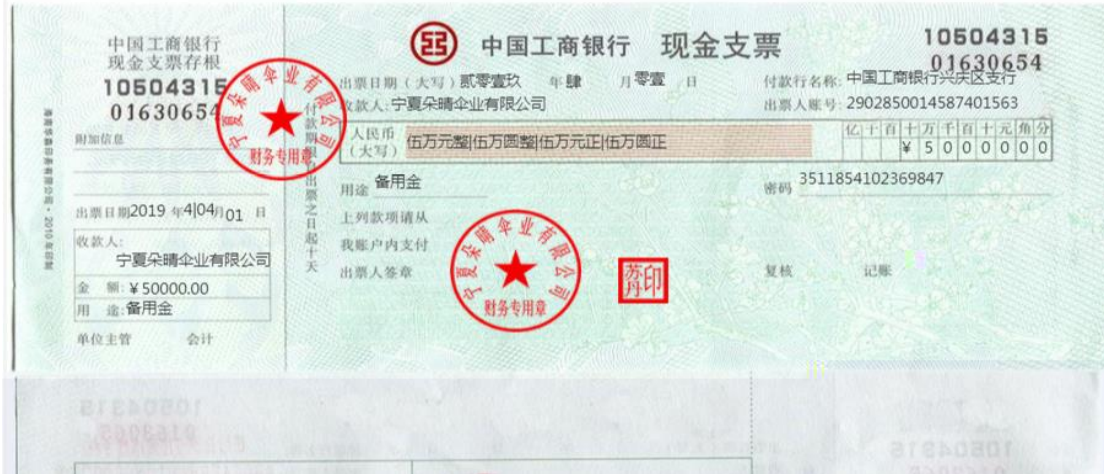 中国工商银行
现金支票存根
10504315
01630654
附加信息
出票日期2019 年4|04月01 日
收款人:
宁夏朵晴伞业有限公司
金 额:¥50000.00
用 途:备用金
单位主管 会计
付款期限自出票之日起十天
中国工商银行 现金支票
10504315
01630654
出票日期(大写)贰零壹玖 年肆 月零壹 日
付款行名称:中国工商银行兴庆区支行
收款人:宁夏朵晴伞业有限公司
出票人账号:2902850014587401563
人民币
(大写)
伍万元整|伍万圆整|伍万元正|伍万圆正
亿千百十万千百十元角分
¥5000000
用途 备用金
密码 3511854102369847
上列款项请从
我账户内支付
出票人签章
复核 记账
宁夏朵晴伞业有限公司
财务专用章
宁夏朵晴伞业有限公司
财务专用章
苏丹印